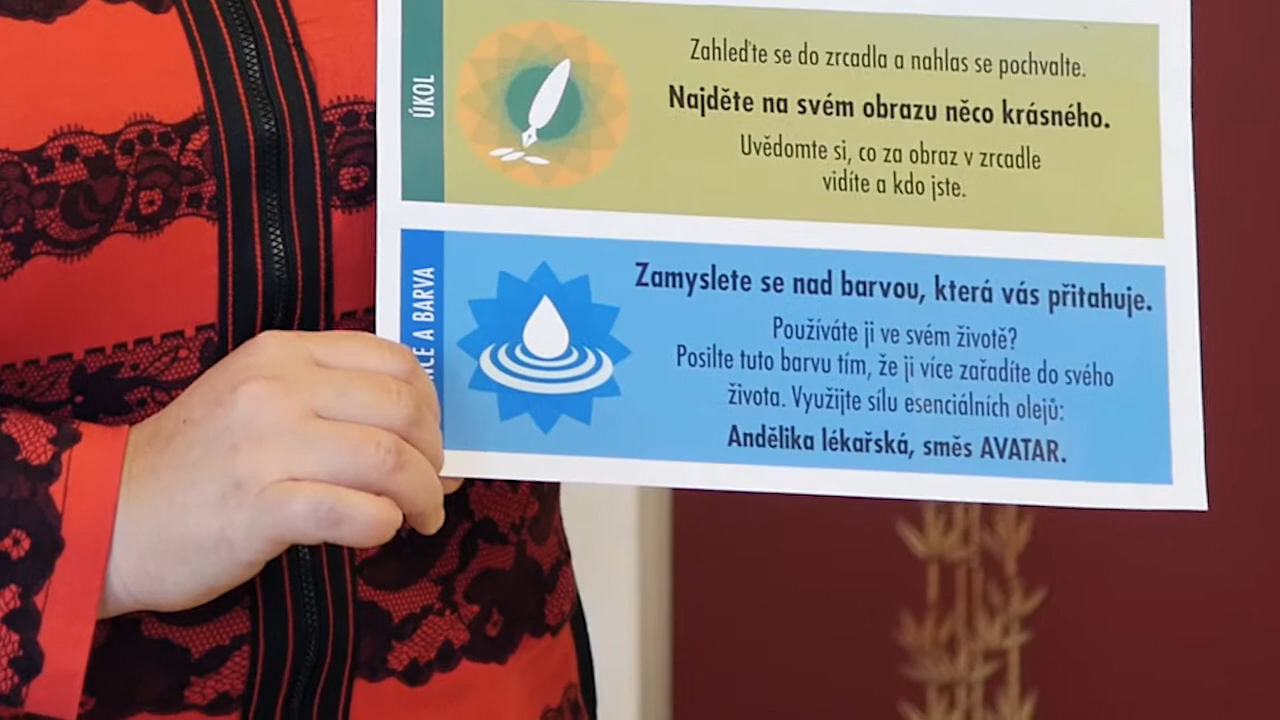 ÚKOL
Zahleďte se do zrcadla a nahlas se pochvalte.
Najděte na svém obrazu něco krásného.
Uvědomte si, co za obraz v zrcadle
vidíte a kdo jste.
A BARVA
Zamyslete se nad barvou, která vás přitahuje.
Používáte ji ve svém životě?
Posilte tuto barvu tím, že ji více zařadíte do svého
života. Využijte sílu esenciálních olejů:
Andělika lékařská, směs AVATAR.